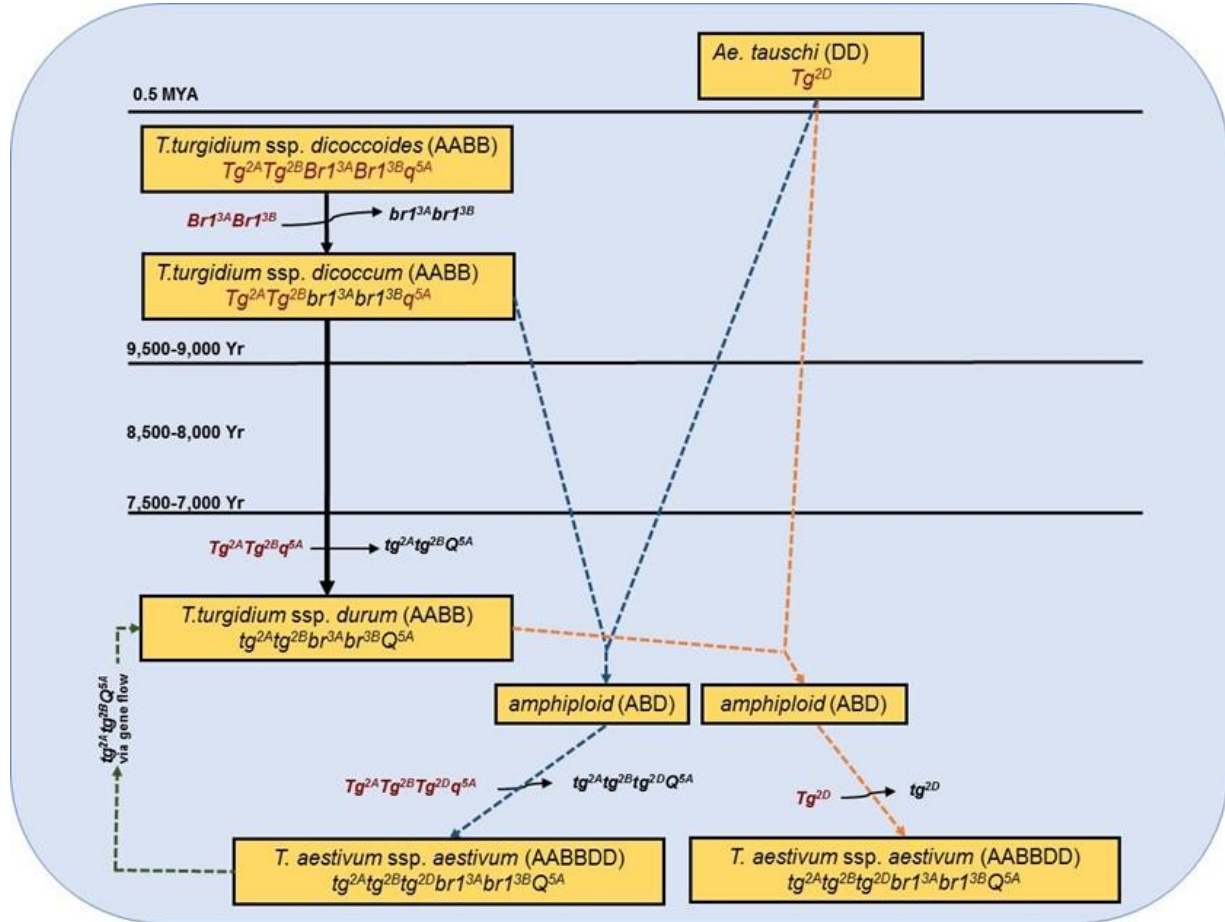 Ae. tauschi (DD)
Tg²ᴰ
0.5 MYA
T.turgidium ssp. dicoccoides (AABB)
Tg²ᴬTg²ᴮBr1³ᴬBr1³ᴮq⁵ᴬ
Br1³ᴬBr1³ᴮ
br1³ᴬbr1³ᴮ
T.turgidium ssp. dicoccum (AABB)
Tg²ᴬTg²ᴮbr1³ᴬbr1³ᴮq⁵ᴬ
9,500-9,000 Yr
8,500-8,000 Yr
7,500-7,000 Yr
Tg²ᴬTg²ᴮq⁵ᴬ
tg²ᴬtg²ᴮQ⁵ᴬ
T.turgidium ssp. durum (AABB)
tg²ᴬtg²ᴮbr³ᴬbr³ᴮQ⁵ᴬ
tg²ᴬtg²ᴮQ⁵ᴬ
via gene flow
amphiploid (ABD)
amphiploid (ABD)
Tg²ᴬTg²ᴮTg²ᴰq⁵ᴬ
tg²ᴬtg²ᴮtg²ᴰQ⁵ᴬ
Tg²ᴰ
tg²ᴰ
T. aestivum ssp. aestivum (AABBDD)
tg²ᴬtg²ᴮtg²ᴰbr1³ᴬbr1³ᴮQ⁵ᴬ
T. aestivum ssp. aestivum (AABBDD)
tg²ᴬtg²ᴮtg²ᴰbr1³ᴬbr1³ᴮQ⁵ᴬ